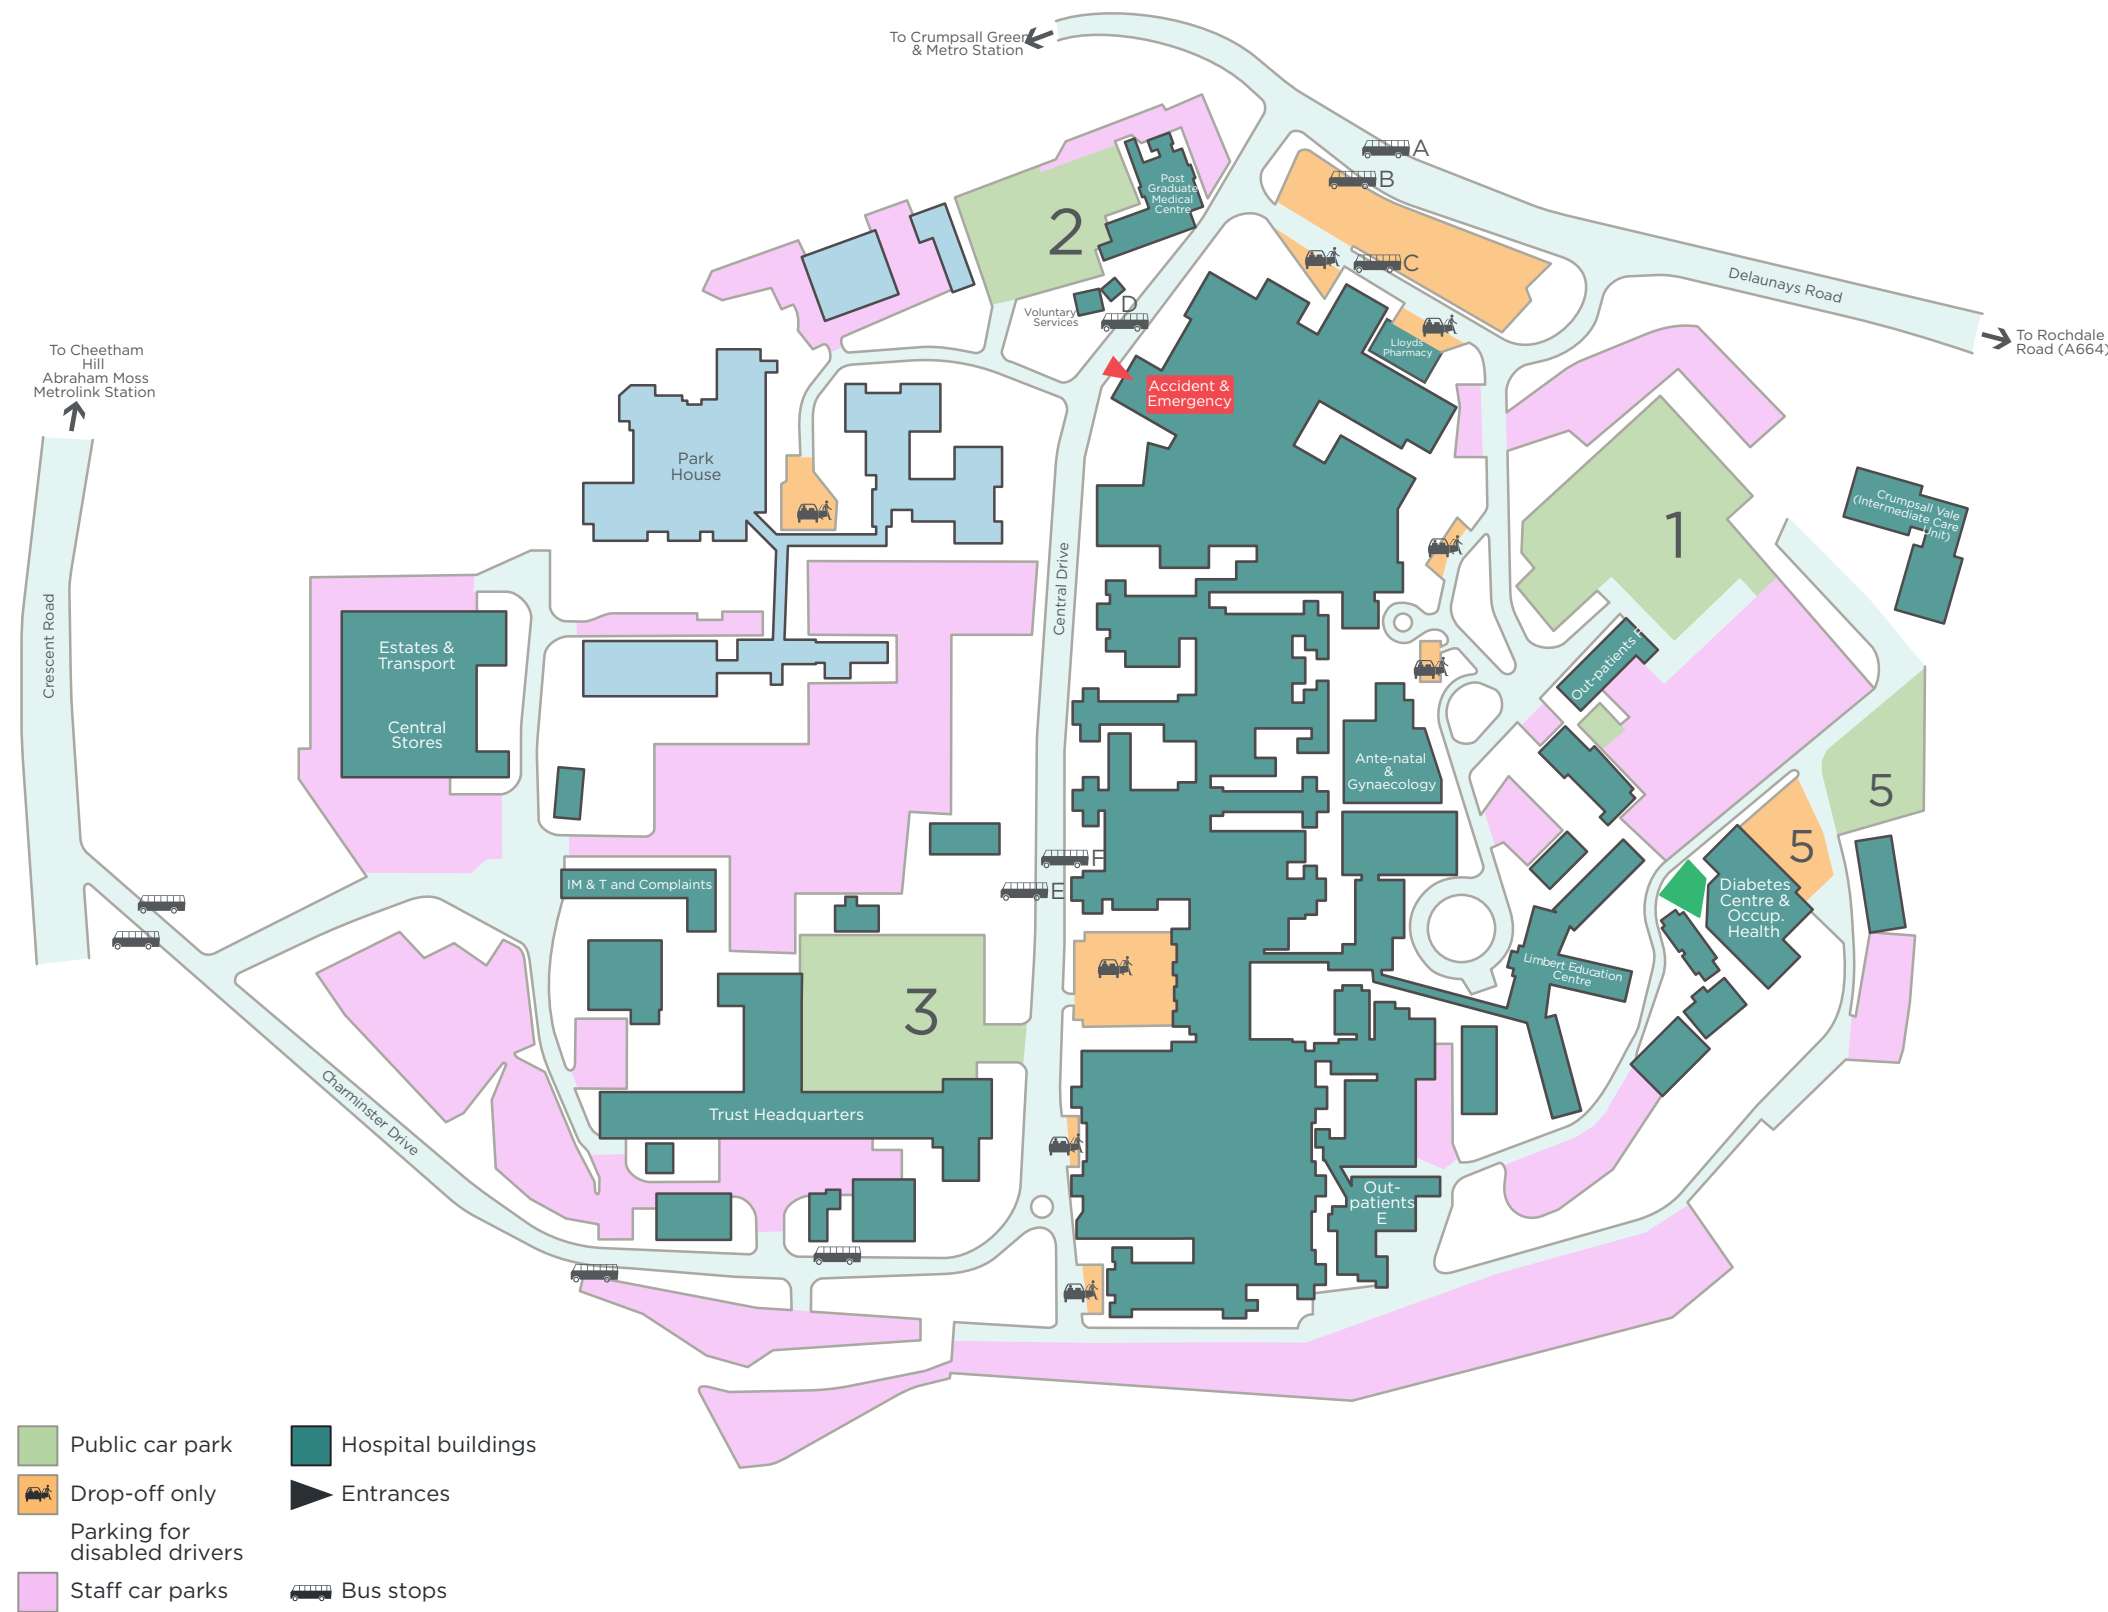 To Crumpsall Green
& Metro Station
A
B
C
Delaunays Road
To Rochdale
Road (A664)
Post
Graduate
Medical
Centre
2
D
Voluntary
Services
Lloyds
Pharmacy
Accident &
Emergency
To Cheetham
Hill
Abraham Moss
Metrolink Station
Park
House
Crumpsall Vale
(Intermediate Care
Unit)
1
Central Drive
Crescent Road
Estates &
Transport
Central
Stores
Out-patients F
Ante-natal
&
Gynaecology
5
5
F
E
IM & T and Complaints
Diabetes
Centre &
Occup.
Health
Limbert Education
Centre
3
Trust Headquarters
Charminster Drive
Out-
patients
E
Public car park
Hospital buildings
Drop-off only
Entrances
Parking for
disabled drivers
Staff car parks
Bus stops